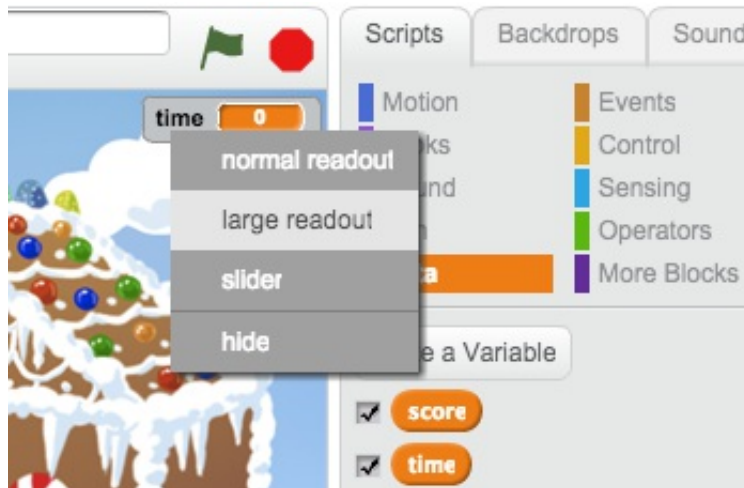 Scripts Backdrops Sound
time 0
Motion Events
Control
Sensing
Operators
More Blocks
normal readout
large readout
slider
hide
a Variable
score
time